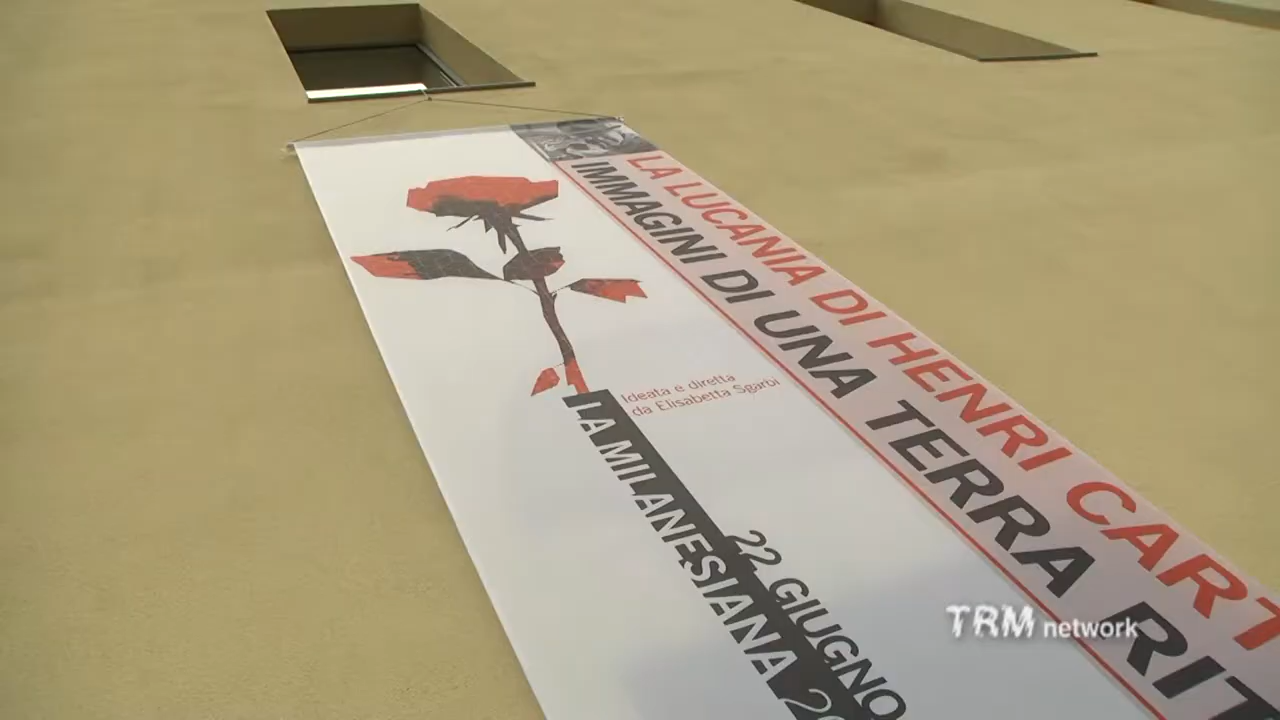 LA LUCANIA DI HENRI CART
IMMAGINI DI UNA TERRA RIT
Ideata e diretta
da Elisabetta Sgarbi
LA MILANESIANA 20
22 GIUGNO
TRM network